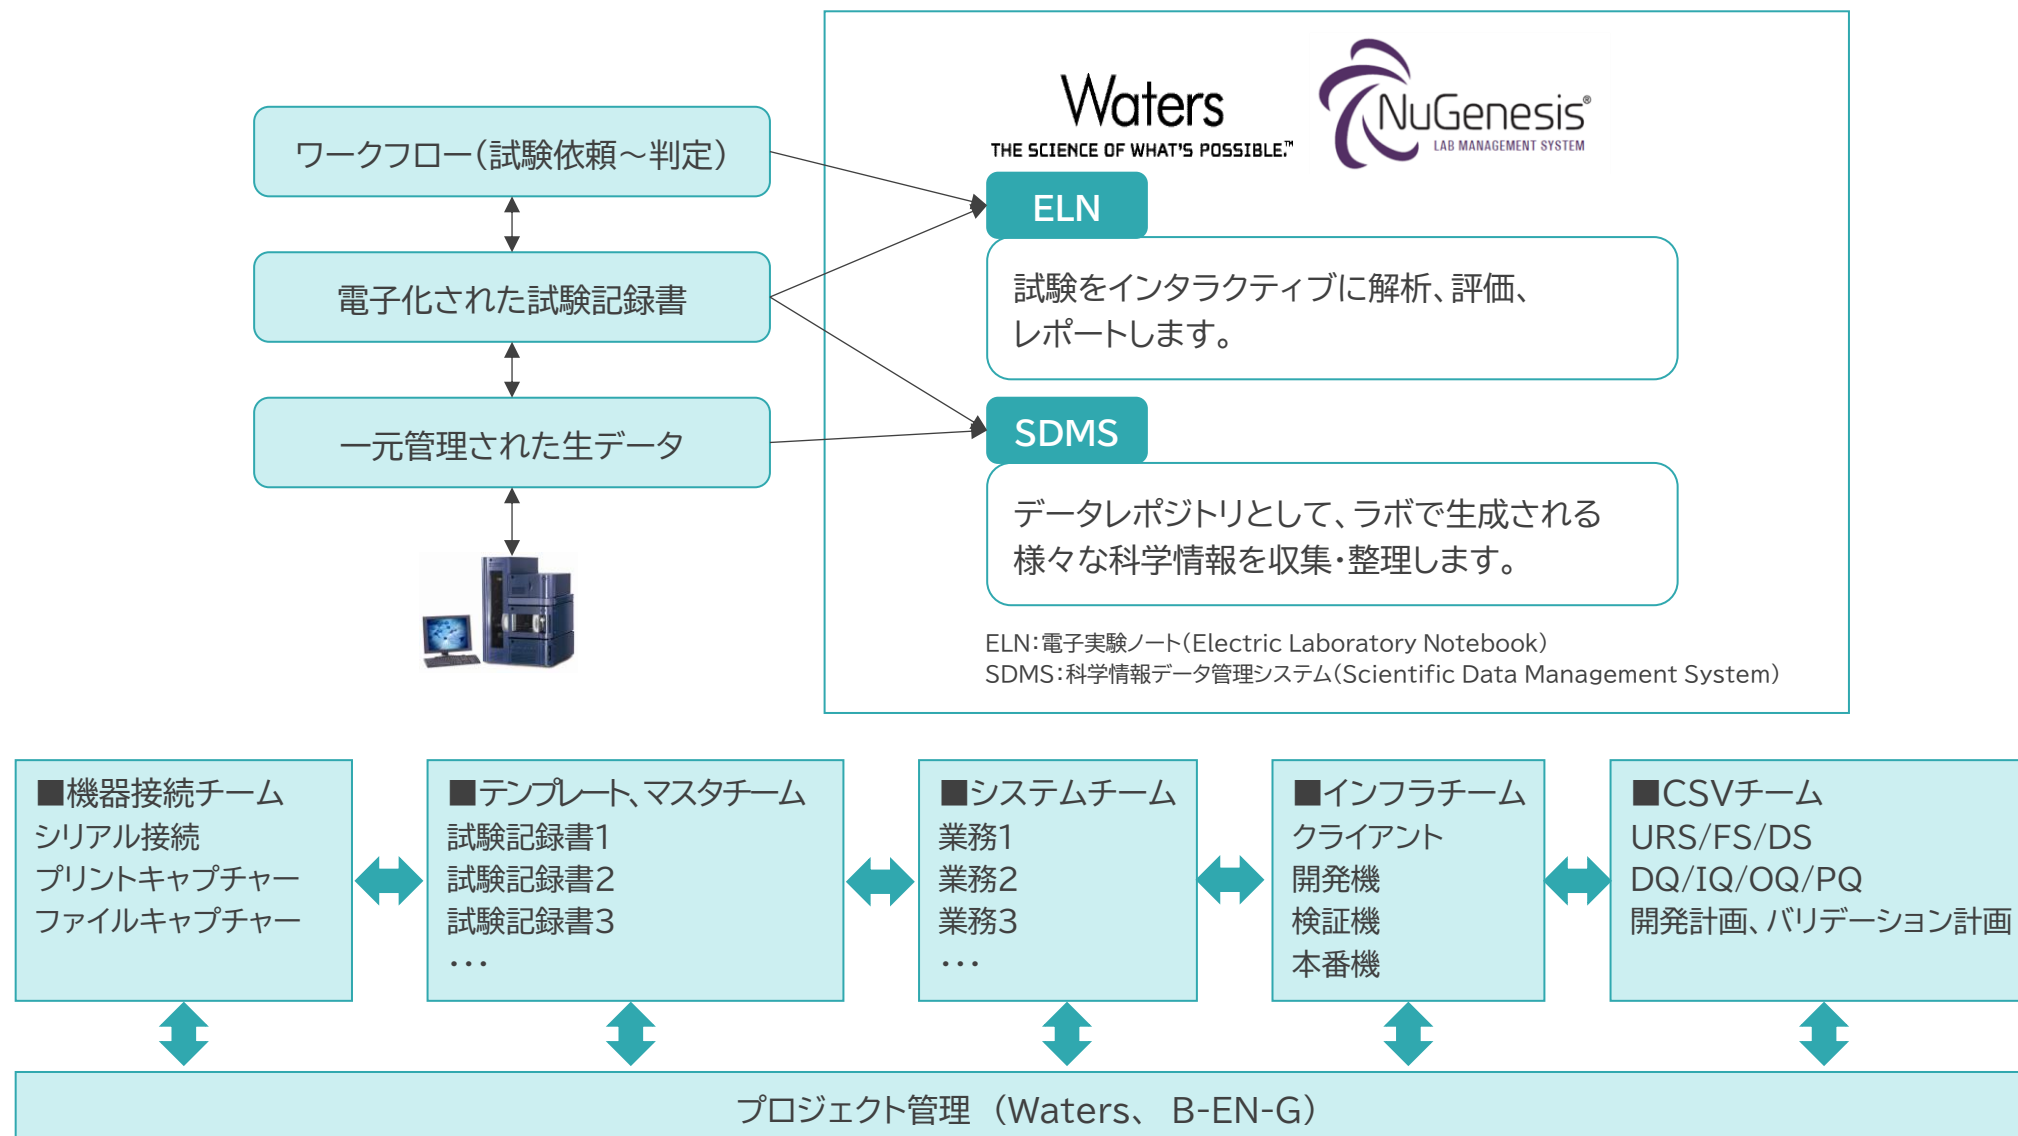 Waters
THE SCIENCE OF WHAT'S POSSIBLE.™
NuGenesis®
LAB MANAGEMENT SYSTEM
ワークフロー(試験依頼~判定)
電子化された試験記録書
一元管理された生データ
ELN
試験をインタラクティブに解析、評価、
レポートします。
SDMS
データレポジトリとして、ラボで生成される
様々な科学情報を収集・整理します。
ELN:電子実験ノート(Electric Laboratory Notebook)
SDMS:科学情報データ管理システム(Scientific Data Management System)
■機器接続チーム
シリアル接続
プリントキャプチャー
ファイルキャプチャー
■テンプレート、マスタチーム
試験記録書1
試験記録書2
試験記録書3
・・・
■システムチーム
業務1
業務2
業務3
・・・
■インフラチーム
クライアント
開発機
検証機
本番機
■CSVチーム
URS/FS/DS
DQ/IQ/OQ/PQ
開発計画、バリデーション計画
プロジェクト管理 (Waters、 B-EN-G)